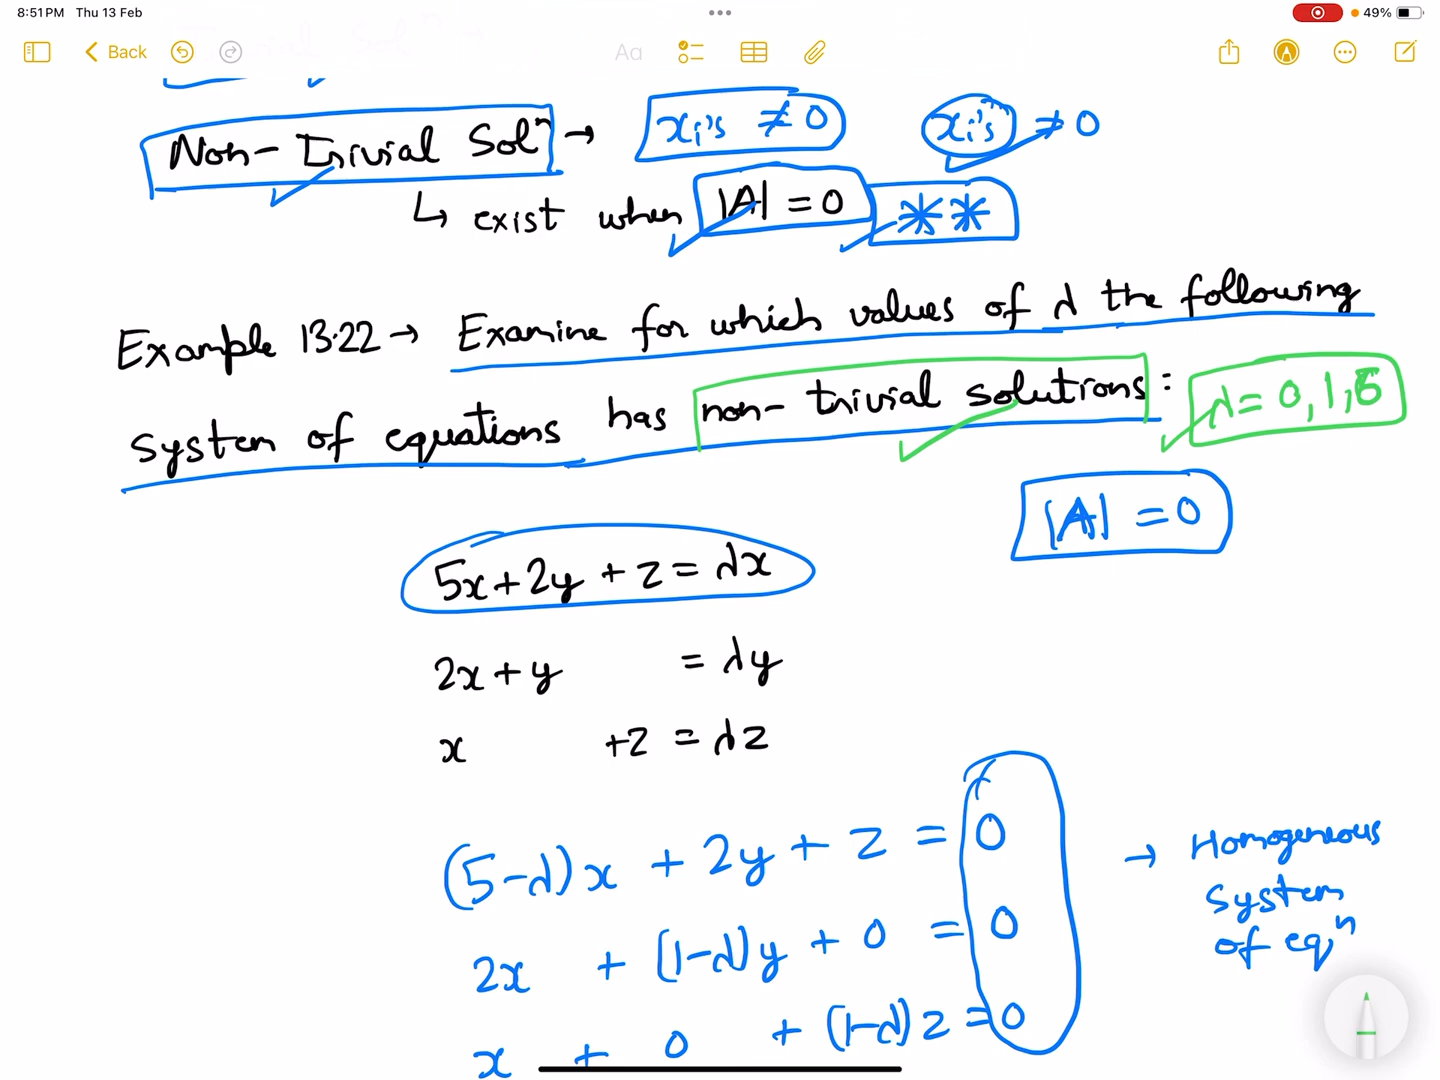 8:51 PM Thu 13 Feb
49%
Back
Aa
Non-Trivial Solⁿ → xi's ≠ 0 xi's ≠ 0
↳ exist when |A| = 0 **
Example 13.22 → Examine for which values of λ the following
system of equations has non-trivial solutions: λ = 0, 1, 6
|A| = 0
5x + 2y + z = λx
2x + y = λy
x + z = λz
(5-λ)x + 2y + z = 0 → Homogeneous
system
of eqⁿ
2x + (1-λ)y + 0 = 0
x + 0 + (1-λ)z = 0